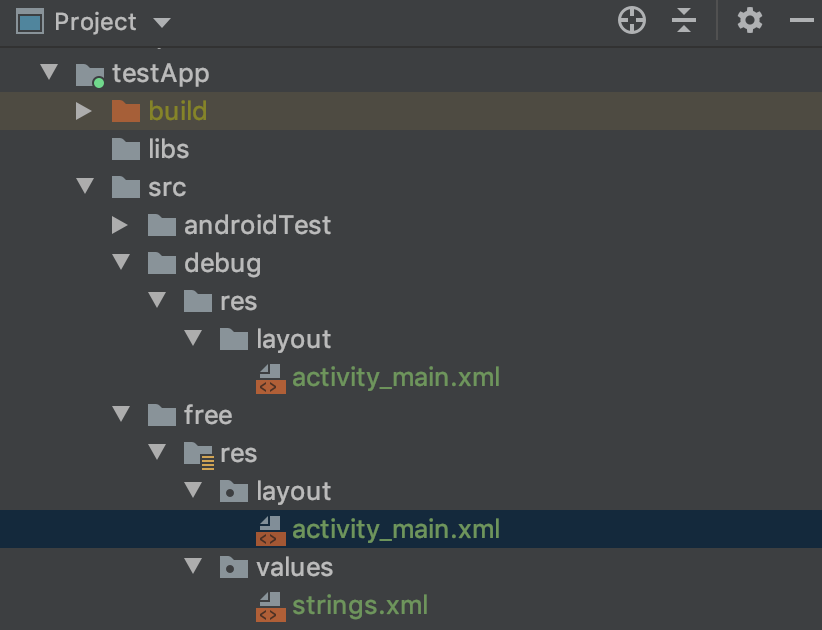 Project
testApp
build
libs
src
androidTest
debug
res
layout
activity_main.xml
free
res
layout
activity_main.xml
values
strings.xml